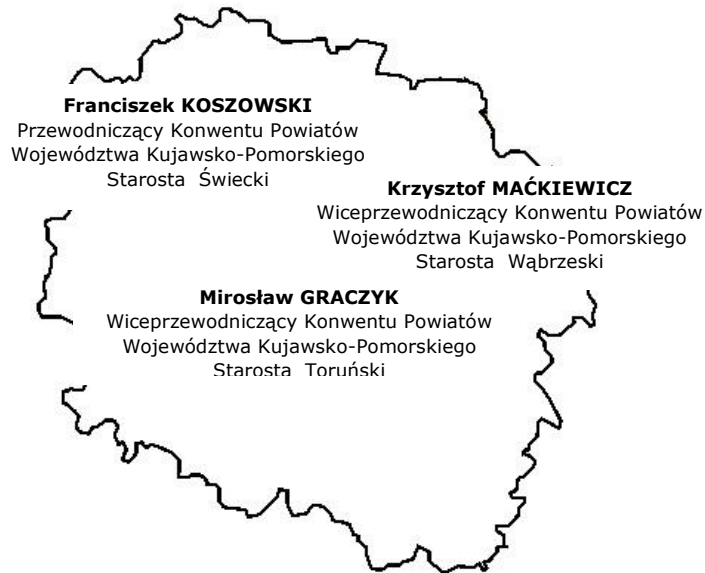 Franciszek KOSZOWSKI
Przewodniczący Konwentu Powiatów
Województwa Kujawsko-Pomorskiego
Starosta Świecki
Krzysztof MAĆKIEWICZ
Wiceprzewodniczący Konwentu Powiatów
Województwa Kujawsko-Pomorskiego
Starosta Wąbrzeski
Mirosław GRACZYK
Wiceprzewodniczący Konwentu Powiatów
Województwa Kujawsko-Pomorskiego
Starosta Toruński